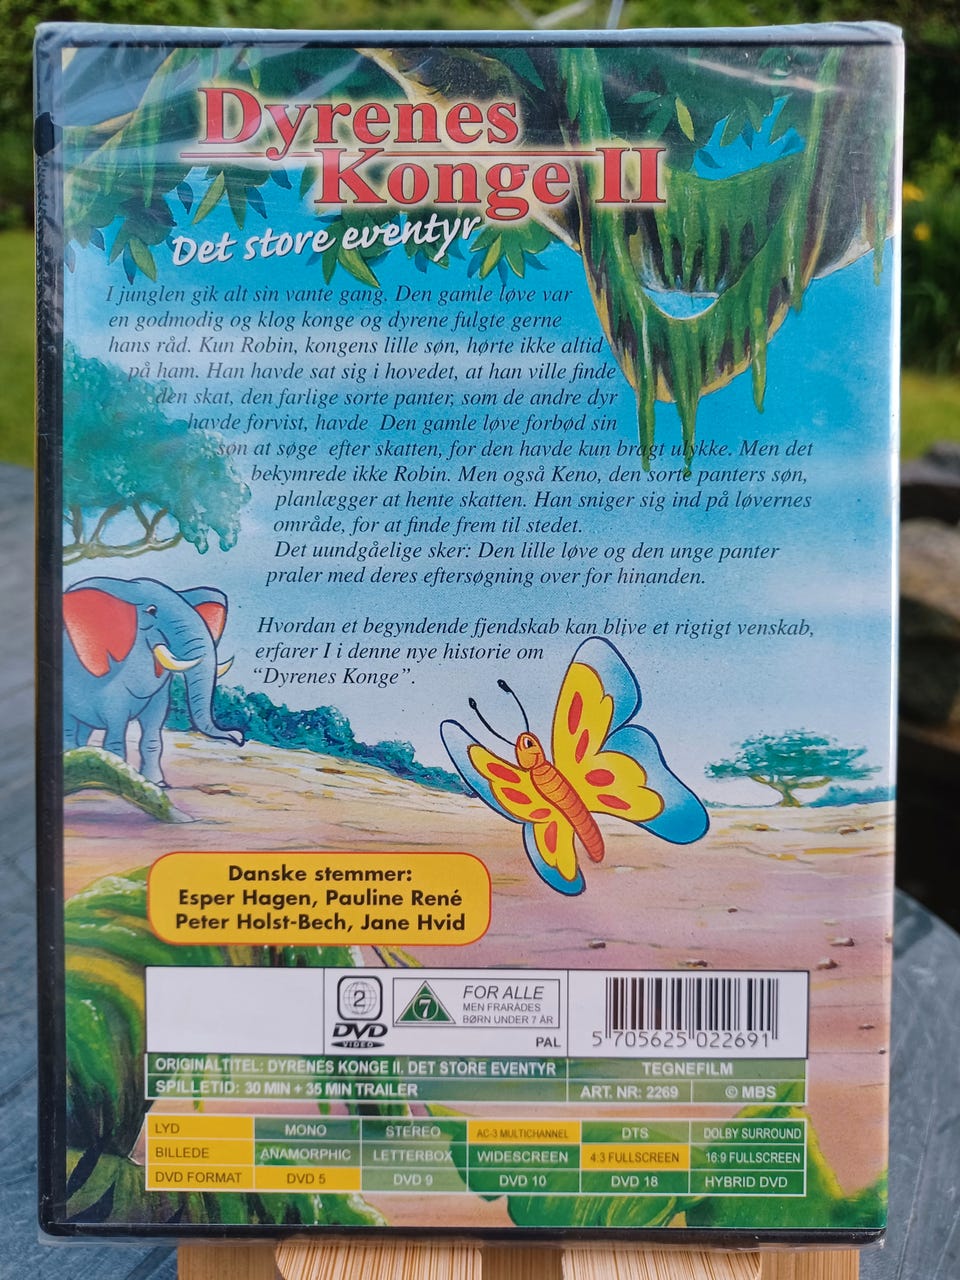 Dyrenes
Konge II
Det store eventyr
I junglen gik alt sin vante gang. Den gamle løve var
en godmodig og klog konge og dyrene fulgte gerne
hans råd. Kun Robin, kongens lille søn, hørte ikke altid
på ham. Han havde sat sig i hovedet, at han ville finde
den skat, den farlige sorte panter, som de andre dyr
havde forvist, havde Den gamle løve forbød sin
søn at søge efter skatten, for den havde kun bragt ulykke. Men det
bekymrede ikke Robin. Men også Keno, den sorte panters søn,
planlægger at hente skatten. Han sniger sig ind på løvernes
område, for at finde frem til stedet.
Det uundgåelige sker: Den lille løve og den unge panter
praler med deres eftersøgning over for hinanden.
Hvordan et begyndende fjendskab kan blive et rigtigt venskab,
erfarer I i denne nye historie om
“Dyrenes Konge”.
Danske stemmer:
Esper Hagen, Pauline René
Peter Holst-Bech, Jane Hvid
2
DVD
VIDEO
7
FOR ALLE
MEN FRARÅDES
BØRN UNDER 7 ÅR
PAL
5 705625 022691
ORIGINALTITEL: DYRENES KONGE II. DET STORE EVENTYR TEGNEFILM
SPILLETID: 30 MIN + 35 MIN TRAILER ART. NR: 2269 © MBS
LYD MONO STEREO AC-3 MULTICHANNEL DTS DOLBY SURROUND
BILLEDE ANAMORPHIC LETTERBOX WIDESCREEN 4:3 FULLSCREEN 16:9 FULLSCREEN
DVD FORMAT DVD 5 DVD 9 DVD 10 DVD 18 HYBRID DVD